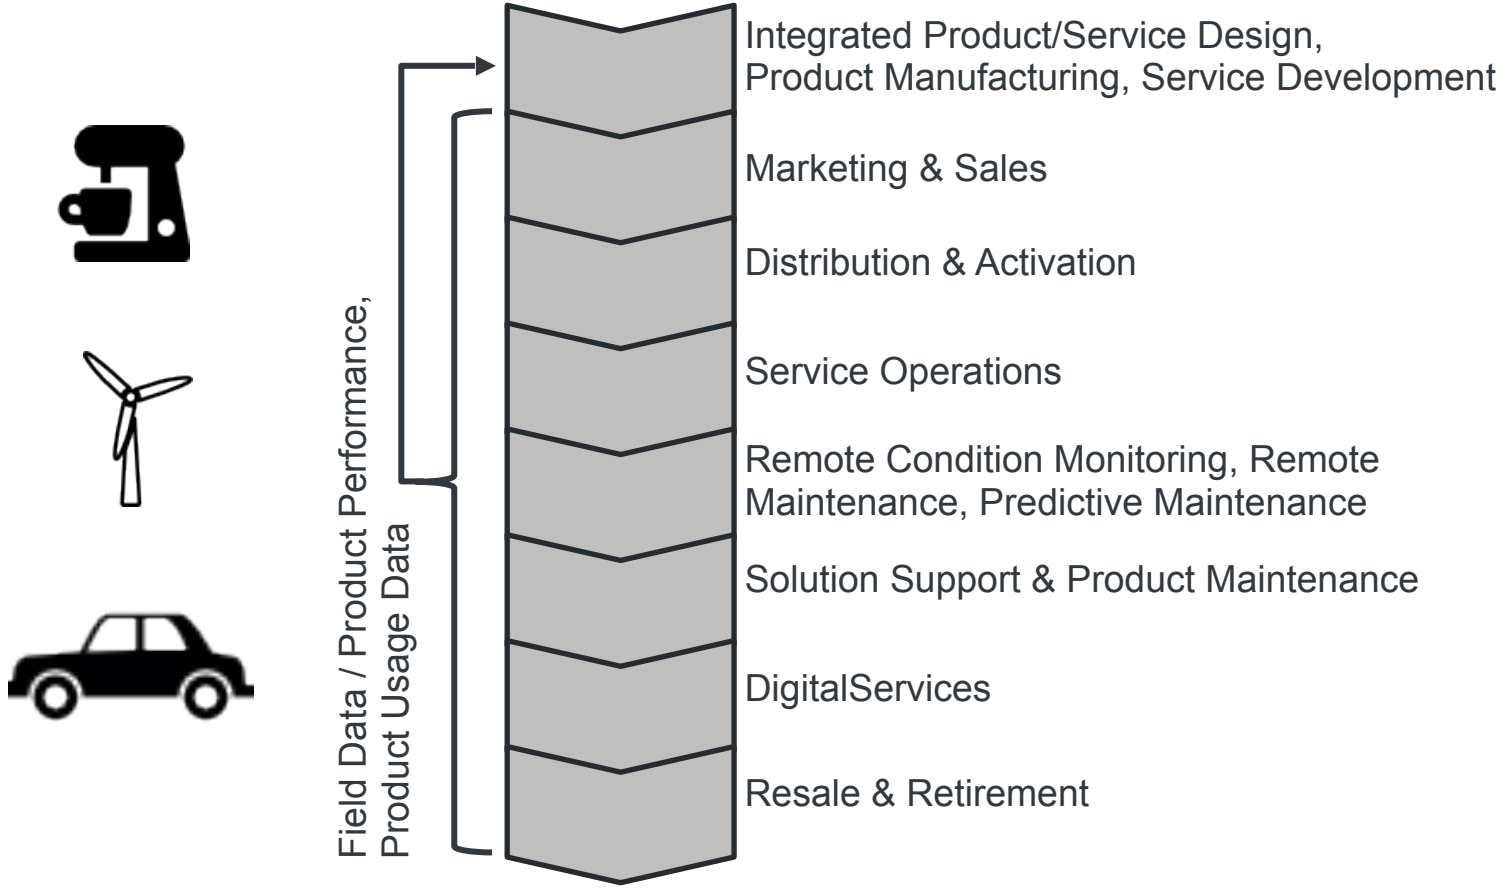 Integrated Product/Service Design,
Product Manufacturing, Service Development
Marketing & Sales
Distribution & Activation
Service Operations
Remote Condition Monitoring, Remote
Maintenance, Predictive Maintenance
Solution Support & Product Maintenance
DigitalServices
Resale & Retirement
Field Data / Product Performance,
Product Usage Data